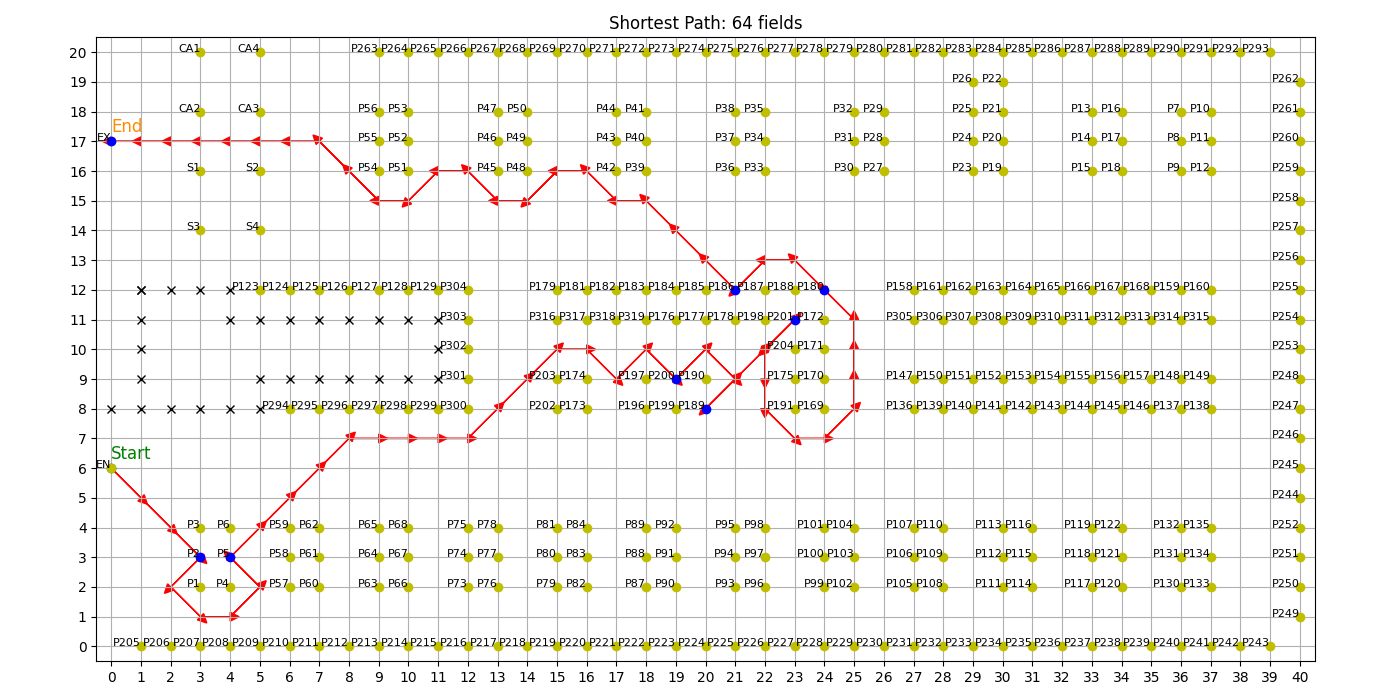 Shortest Path: 64 fields
20 CA1 CA4 P263 P264 P265 P266 P267 P268 P269 P270 P271 P272 P273 P274 P275 P276 P277 P278 P279 P280 P281 P282 P283 P284 P285 P286 P287 P288 P289 P290 P291 P292 P293
19 P26 P22 P262
18 CA2 CA3 P56 P53 P47 P50 P44 P41 P38 P35 P32 P29 P25 P21 P13 P16 P7 P10 P261
End
17 EX P55 P52 P46 P49 P43 P40 P37 P34 P31 P28 P24 P20 P14 P17 P8 P11 P260
16 S1 S2 P54 P51 P45 P48 P42 P39 P36 P33 P30 P27 P23 P19 P15 P18 P9 P12 P259
15 P258
14 S3 S4 P257
13 P256
12 P123 P124 P125 P126 P127 P128 P129 P304 P179 P181 P182 P183 P184 P185 P186 P187 P188 P180 P158 P161 P162 P163 P164 P165 P166 P167 P168 P159 P160 P255
11 P303 P316 P317 P318 P319 P176 P177 P178 P198 P201 P172 P305 P306 P307 P308 P309 P310 P311 P312 P313 P314 P315 P254
10 P302 P204 P171 P253
9 P301 P203 P174 P197 P200 P190 P175 P170 P147 P150 P151 P152 P153 P154 P155 P156 P157 P148 P149 P248
8 P294 P295 P296 P297 P298 P299 P300 P202 P173 P196 P199 P189 P191 P169 P136 P139 P140 P141 P142 P143 P144 P145 P146 P137 P138 P247
7 P246
Start
6 EN P245
5 P244
4 P3 P6 P59 P62 P65 P68 P75 P78 P81 P84 P89 P92 P95 P98 P101 P104 P107 P110 P113 P116 P119 P122 P132 P135 P252
3 P2 P5 P58 P61 P64 P67 P74 P77 P80 P83 P88 P91 P94 P97 P100 P103 P106 P109 P112 P115 P118 P121 P131 P134 P251
2 P1 P4 P57 P60 P63 P66 P73 P76 P79 P82 P87 P90 P93 P96 P99 P102 P105 P108 P111 P114 P117 P120 P130 P133 P250
1 P249
0 P205 P206 P207 P208 P209 P210 P211 P212 P213 P214 P215 P216 P217 P218 P219 P220 P221 P222 P223 P224 P225 P226 P227 P228 P229 P230 P231 P232 P233 P234 P235 P236 P237 P238 P239 P240 P241 P242 P243
0 1 2 3 4 5 6 7 8 9 10 11 12 13 14 15 16 17 18 19 20 21 22 23 24 25 26 27 28 29 30 31 32 33 34 35 36 37 38 39 40